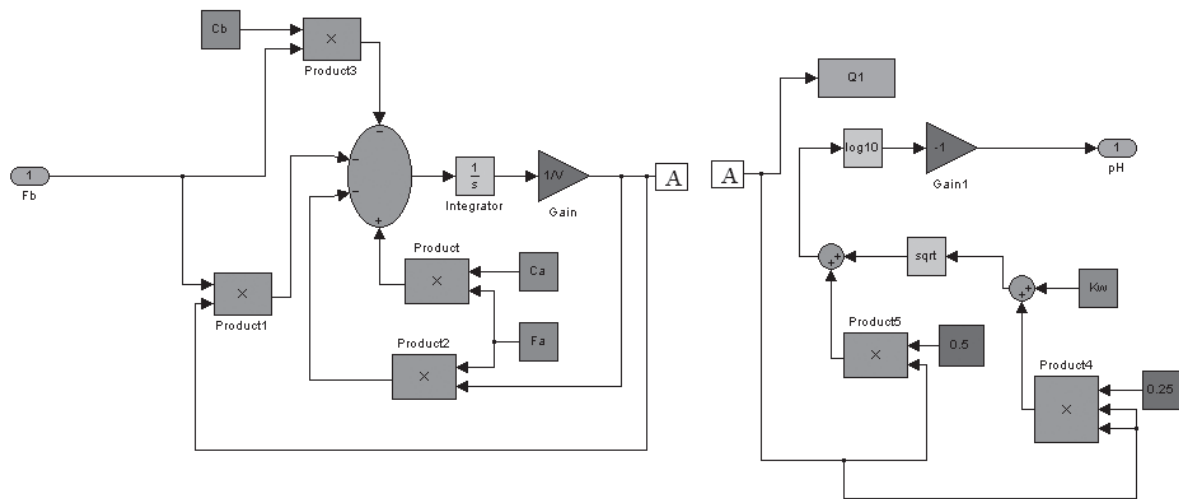 Cb
×
Product3
Q1
−
log10
-1
1
pH
Gain1
1
Fb
−
−
+
1
s
Integrator
1/V
Gain
A
A
Product
×
Ca
×
Product1
Fa
Product2
×
+
+
sqrt
+
+
Kw
Product5
×
0.5
Product4
×
0.25